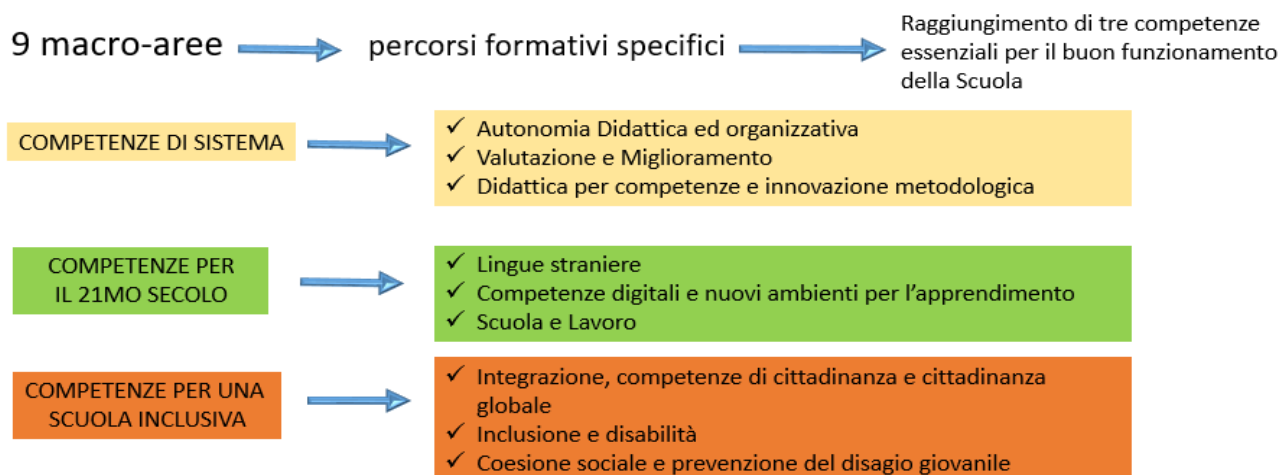 9 macro-aree
percorsi formativi specifici
Raggiungimento di tre competenze
essenziali per il buon funzionamento
della Scuola
COMPETENZE DI SISTEMA
✓ Autonomia Didattica ed organizzativa
✓ Valutazione e Miglioramento
✓ Didattica per competenze e innovazione metodologica
COMPETENZE PER
IL 21MO SECOLO
✓ Lingue straniere
✓ Competenze digitali e nuovi ambienti per l’apprendimento
✓ Scuola e Lavoro
COMPETENZE PER UNA
SCUOLA INCLUSIVA
✓ Integrazione, competenze di cittadinanza e cittadinanza
globale
✓ Inclusione e disabilità
✓ Coesione sociale e prevenzione del disagio giovanile